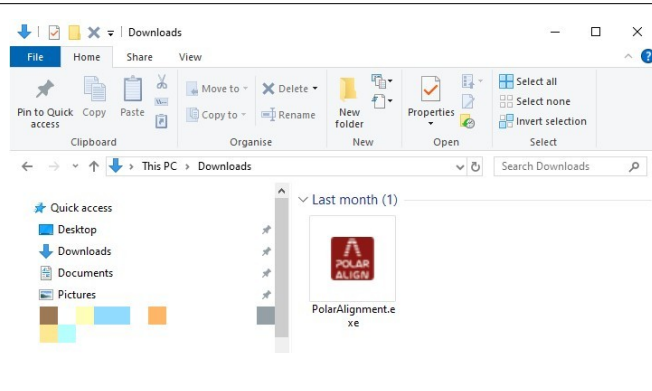 Downloads
File Home Share View
Pin to Quick access Copy Paste
Move to Copy to Delete Rename
New folder
Properties
Select all
Select none
Invert selection
Clipboard Organise New Open Select
This PC > Downloads
Search Downloads
Quick access
Desktop
Downloads
Documents
Pictures
Last month (1)
POLAR
ALIGN
PolarAlignment.e
xe